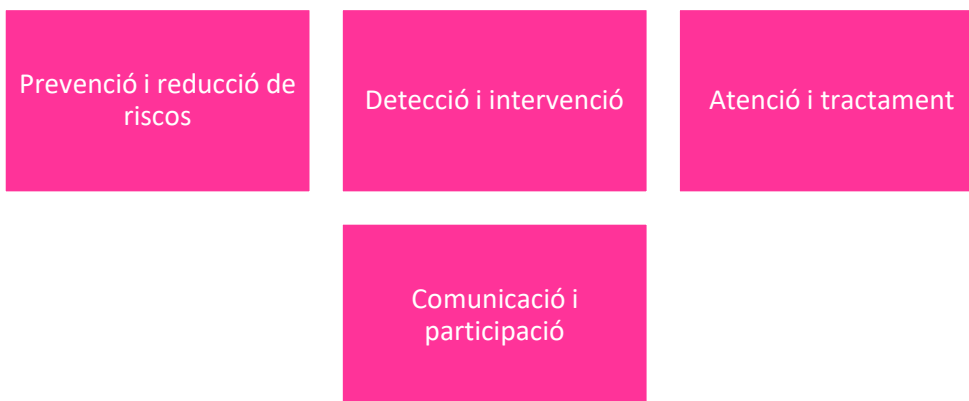 Prevenció i reducció de
riscos
Detecció i intervenció
Atenció i tractament
Comunicació i
participació